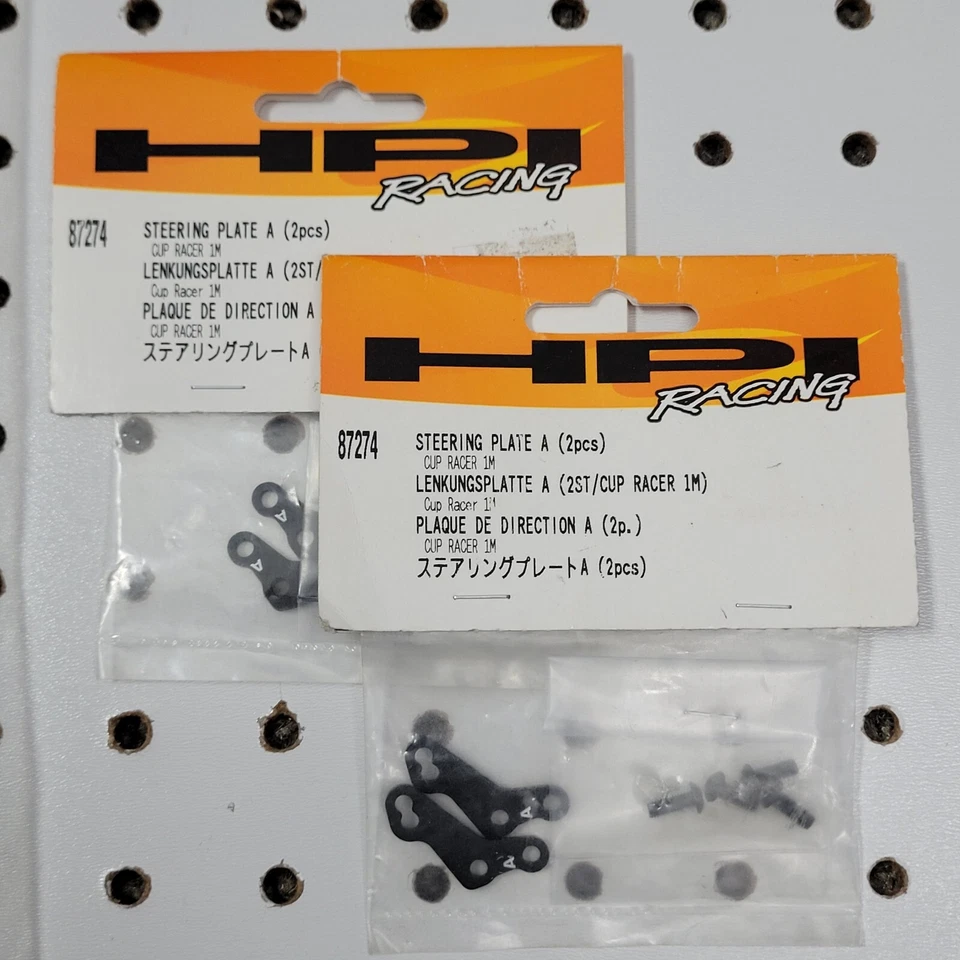 HPI
RACING
87274
STEERING PLATE A (2pcs)
CUP RACER 1M
LENKUNGSPLATTE A (2ST/
Cup Racer 1M
PLAQUE DE DIRECTION A
CUP RACER 1M
ステアリングプレートA
HPI
RACING
87274
STEERING PLATE A (2pcs)
CUP RACER 1M
LENKUNGSPLATTE A (2ST/CUP RACER 1M)
Cup Racer 1M
PLAQUE DE DIRECTION A (2p.)
CUP RACER 1M
ステアリングプレートA (2pcs)
A
A
A
A